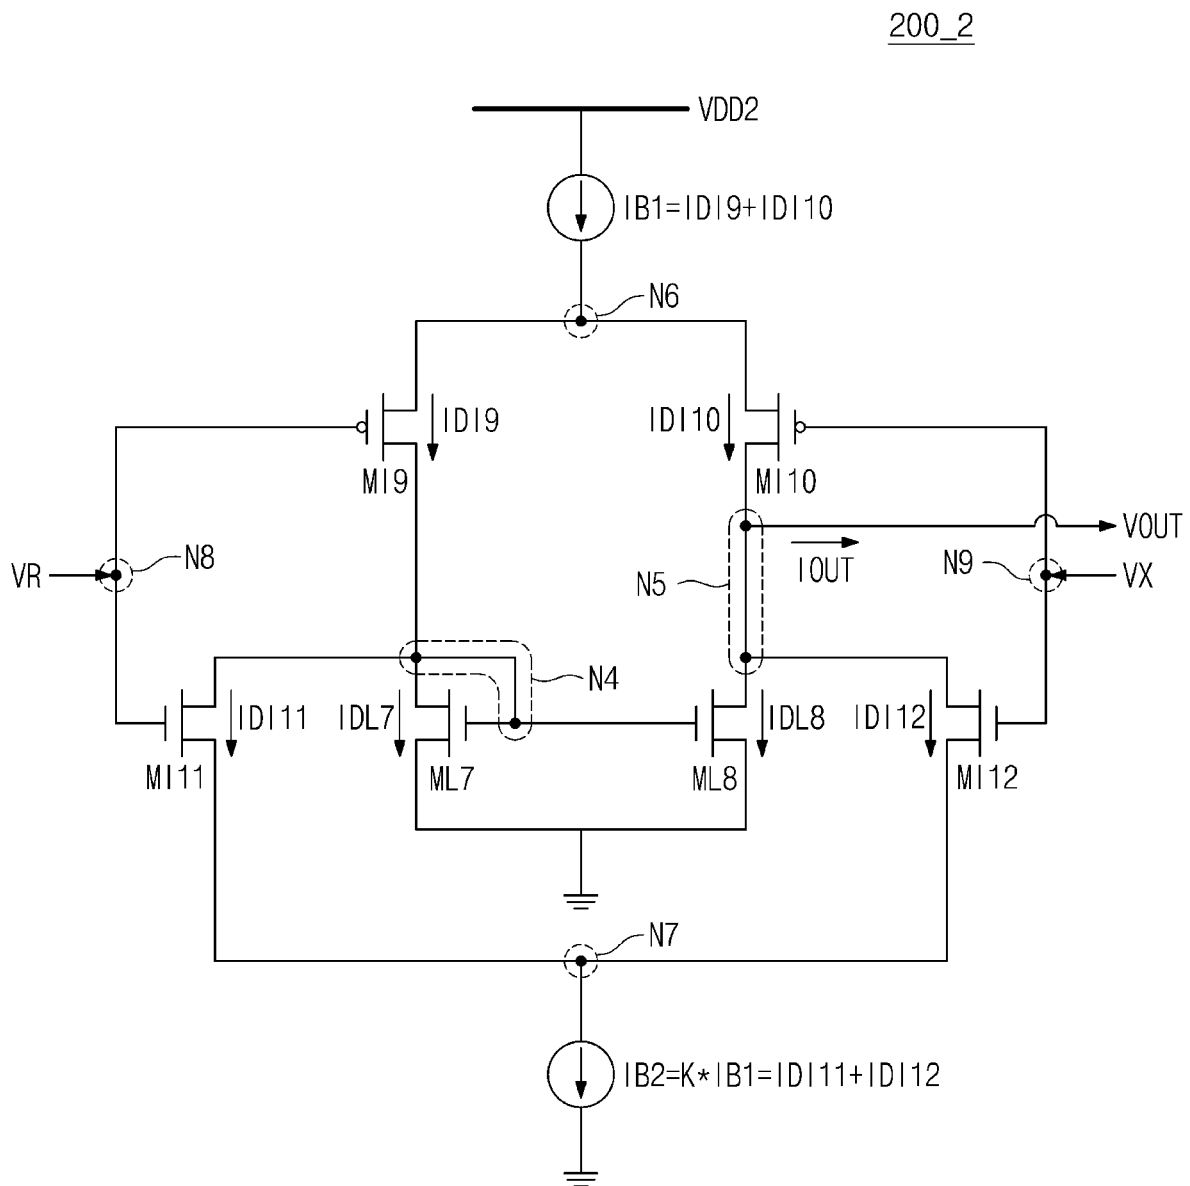 200_2
VDD2
IB1=IDI9+IDI10
N6
IDI9
IDI10
MI9
MI10
VOUT
IOUT
VR
N8
N5
N9
VX
N4
IDI11
IDL7
IDL8
IDI12
MI11
ML7
ML8
MI12
N7
IB2=K*IB1=IDI11+IDI12